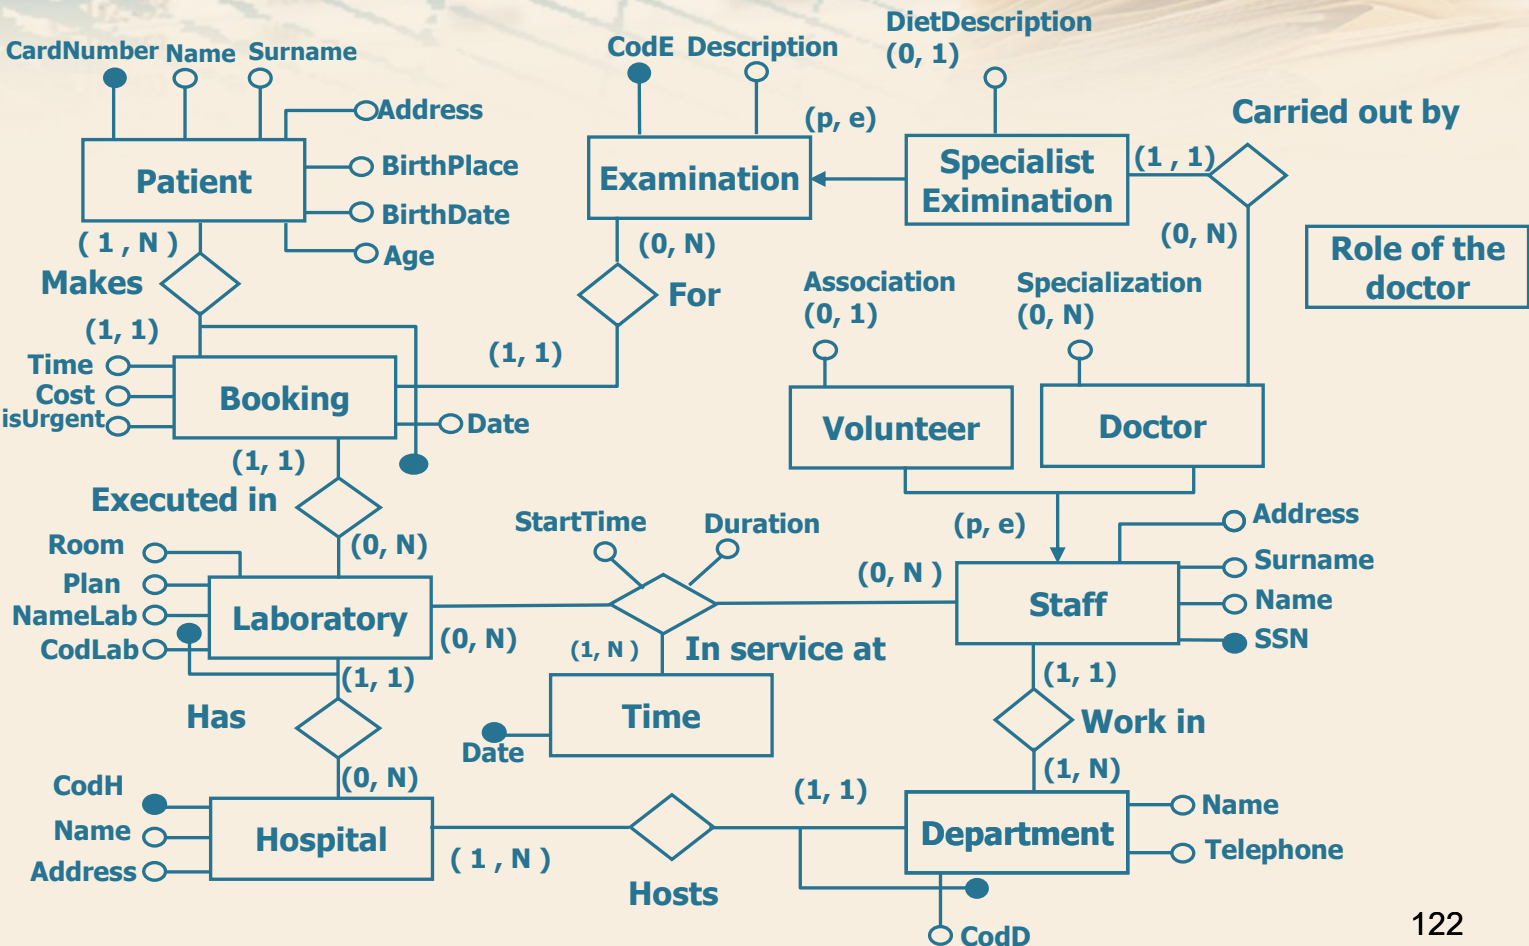 DietDescription
(0, 1)
CardNumber Name Surname
CodE Description
Address
(p, e)
Carried out by
Patient
BirthPlace
Examination
Specialist
Eximination
(1 , 1)
BirthDate
( 1 , N )
Age
(0, N)
(0, N)
Role of the
doctor
Makes
For
Association
(0, 1)
Specialization
(0, N)
(1, 1)
(1, 1)
Time
Cost
isUrgent
Booking
Date
Volunteer
Doctor
(1, 1)
Executed in
StartTime
Duration
(p, e)
Address
Room
(0, N)
Surname
Plan
(0, N )
NameLab
Laboratory
Staff
Name
CodLab
(0, N)
(1, N )
In service at
SSN
(1, 1)
(1, 1)
Has
Time
Work in
Date
(0, N)
(1, N)
CodH
(1, 1)
Name
Name
Hospital
Department
Address
( 1 , N )
Telephone
Hosts
CodD
122